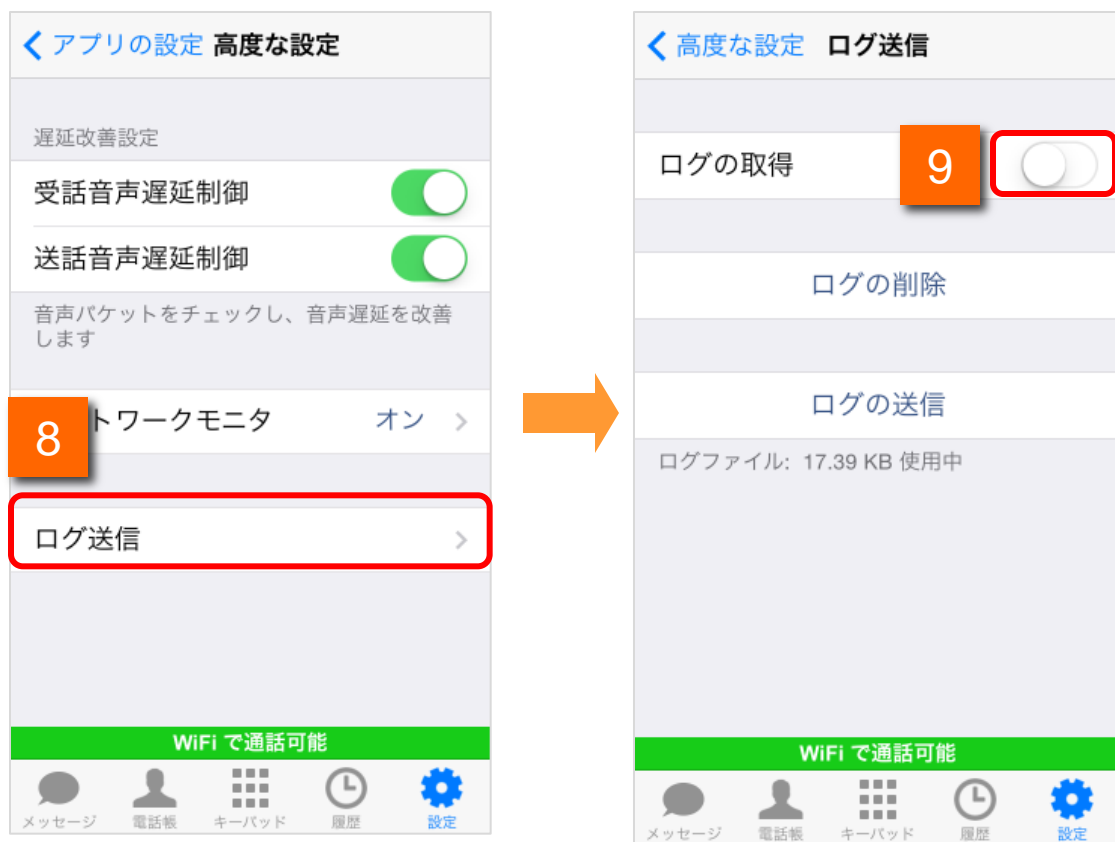 アプリの設定 高度な設定
遅延改善設定
受話音声遅延制御
送話音声遅延制御
音声パケットをチェックし、音声遅延を改善
します
8
トワークモニタ オン
ログ送信
WiFi で通話可能
メッセージ 電話帳 キーパッド 履歴 設定
高度な設定 ログ送信
ログの取得 9
ログの削除
ログの送信
ログファイル: 17.39 KB 使用中
WiFi で通話可能
メッセージ 電話帳 キーパッド 履歴 設定